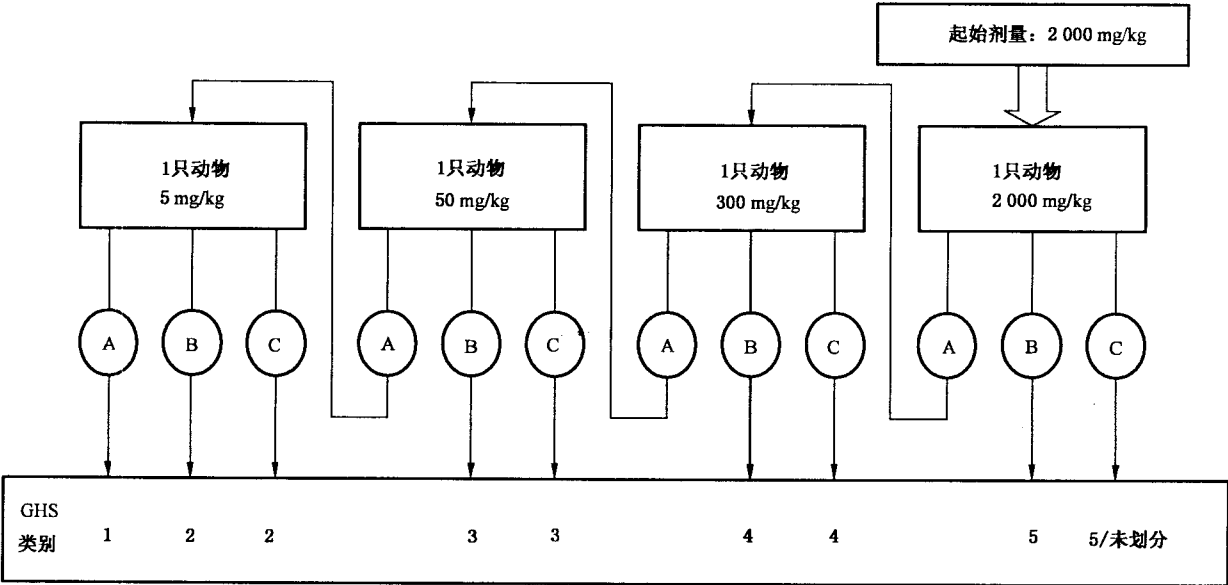 起始剂量：2 000 mg/kg
1只动物
5 mg/kg
1只动物
50 mg/kg
1只动物
300 mg/kg
1只动物
2 000 mg/kg
A B C A B C A B C A B C
GHS
类别 1 2 2 3 3 4 4 5 5/未划分